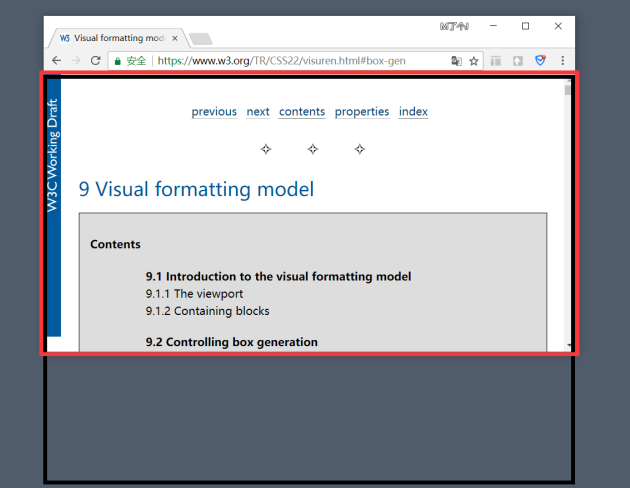 W3 Visual formatting mod
安全 https://www.w3.org/TR/CSS22/visuren.html#box-gen
W3C Working Draft
previous next contents properties index
9 Visual formatting model
Contents
9.1 Introduction to the visual formatting model
9.1.1 The viewport
9.1.2 Containing blocks
9.2 Controlling box generation